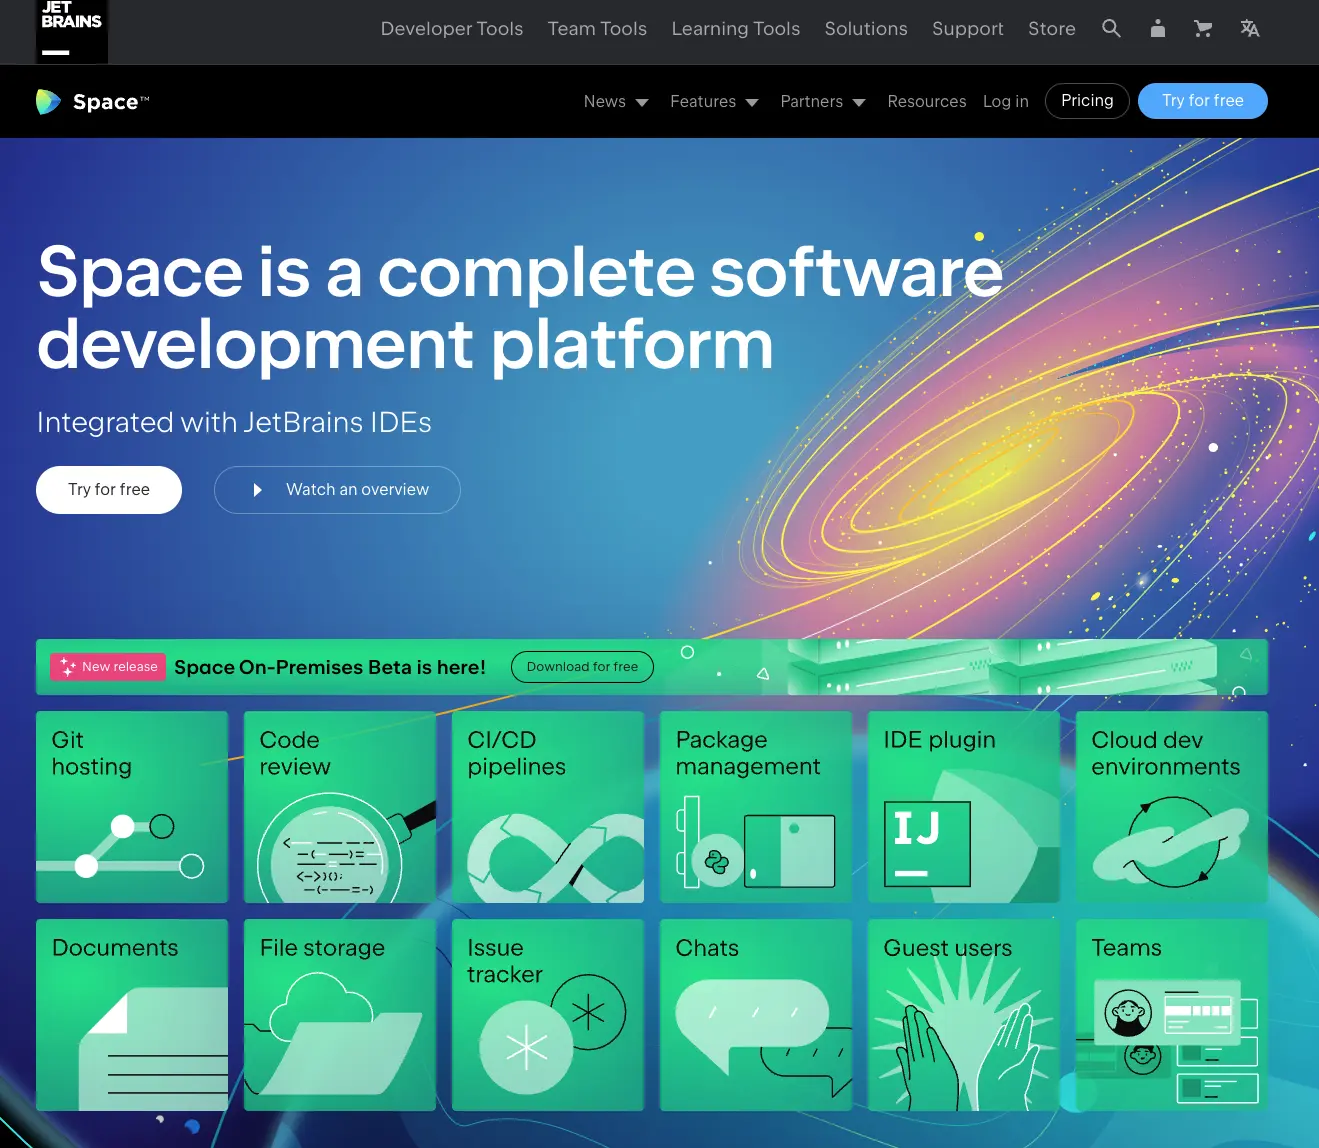 JET
BRAINS
Developer Tools
Team Tools
Learning Tools
Solutions
Support
Store
Space™
News
Features
Partners
Resources
Log in
Pricing
Try for free
Space is a complete software
development platform
Integrated with JetBrains IDEs
Try for free
Watch an overview
New release
Space On-Premises Beta is here!
Download for free
Git
hosting
Code
review
CI/CD
pipelines
Package
management
IDE plugin
IJ
Cloud dev
environments
Documents
File storage
Issue
tracker
Chats
Guest users
Teams